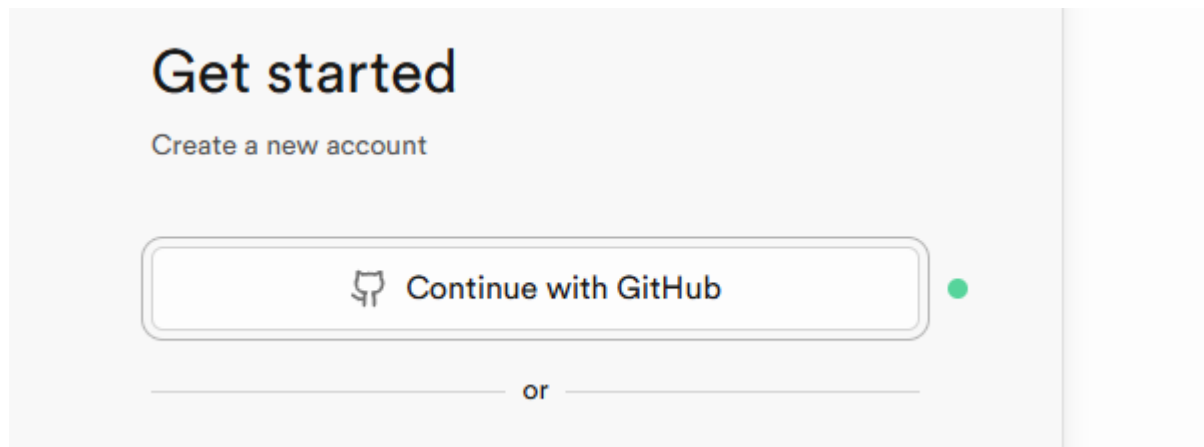 Get started
Create a new account
Continue with GitHub
or